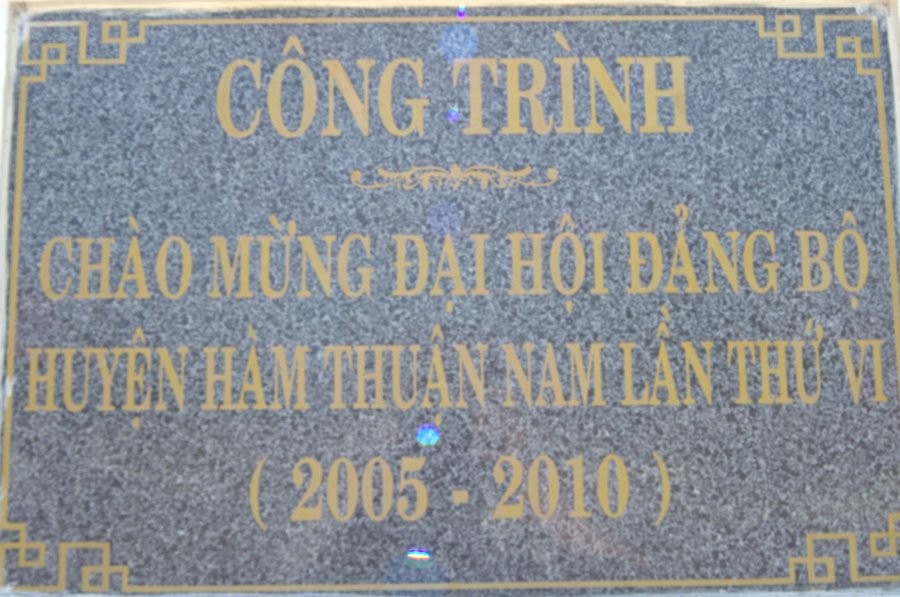 CÔNG TRÌNH
CHÀO MỪNG ĐẠI HỘI ĐẢNG BỘ
HUYỆN HÀM THUẬN NAM LẦN THỨ VI
( 2005 - 2010 )